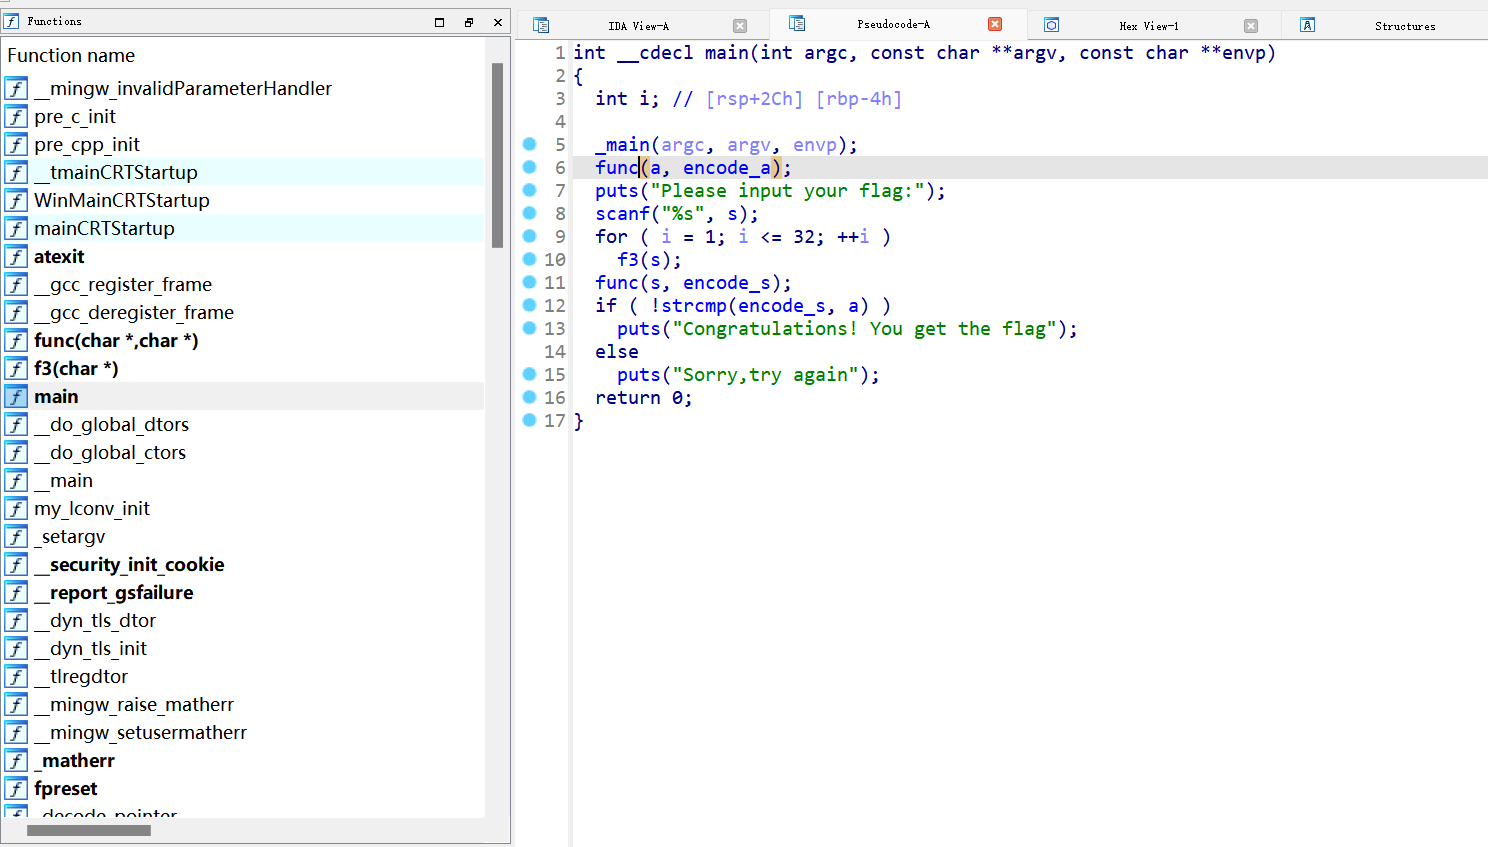 Functions
Function name
__mingw_invalidParameterHandler
pre_c_init
pre_cpp_init
__tmainCRTStartup
WinMainCRTStartup
mainCRTStartup
atexit
__gcc_register_frame
__gcc_deregister_frame
func(char *,char *)
f3(char *)
main
__do_global_dtors
__do_global_ctors
__main
my_lconv_init
_setargv
__security_init_cookie
__report_gsfailure
__dyn_tls_dtor
__dyn_tls_init
__tlregdtor
__mingw_raise_matherr
__mingw_setusermatherr
_matherr
fpreset
_decode_pointer
IDA View-A
Pseudocode-A
Hex View-1
Structures
1 int __cdecl main(int argc, const char **argv, const char **envp)
2 {
3   int i; // [rsp+2Ch] [rbp-4h]
4
5   _main(argc, argv, envp);
6   func(a, encode_a);
7   puts("Please input your flag:");
8   scanf("%s", s);
9   for ( i = 1; i <= 32; ++i )
10     f3(s);
11   func(s, encode_s);
12   if ( !strcmp(encode_s, a) )
13     puts("Congratulations! You get the flag");
14   else
15     puts("Sorry,try again");
16   return 0;
17 }